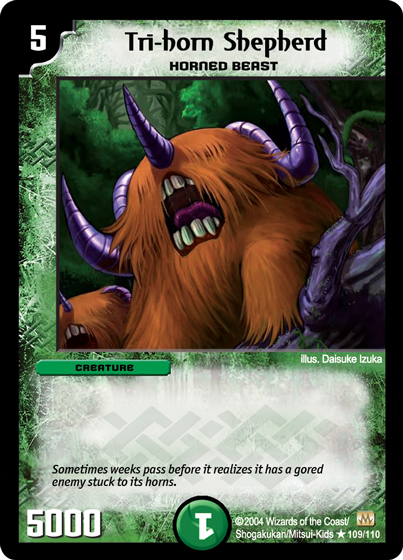 5
Tri-horn Shepherd
HORNED BEAST
illus. Daisuke Izuka
CREATURE
Sometimes weeks pass before it realizes it has a gored
enemy stuck to its horns.
5000
1
©2004 Wizards of the Coast/
Shogakukan/Mitsui-Kids ★ 109/110